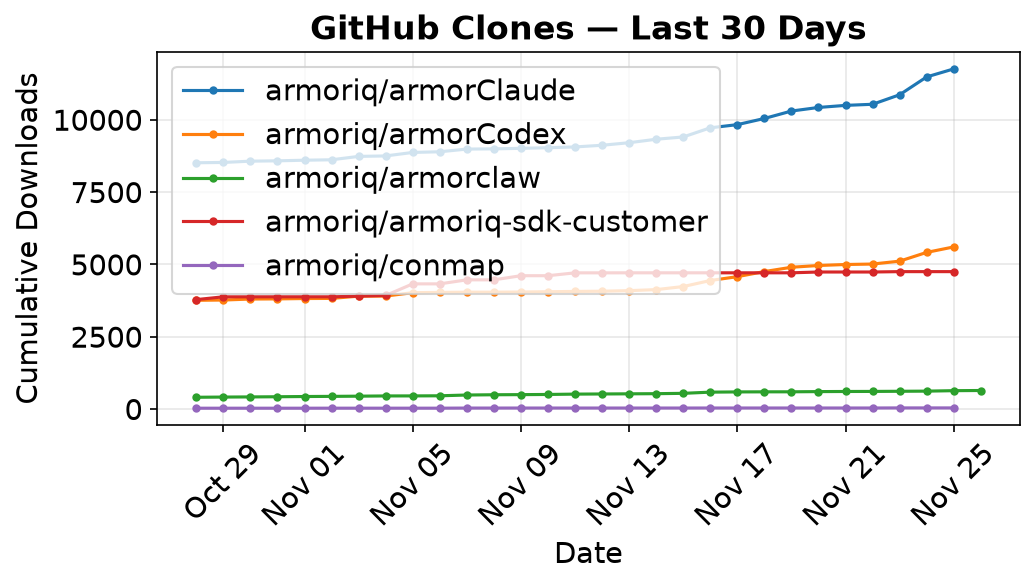 GitHub Clones — Last 30 Days
armoriq/armorClaude
armoriq/armorCodex
armoriq/armorclaw
armoriq/armoriq-sdk-customer
armoriq/conmap
Cumulative Downloads
10000
7500
5000
2500
0
Oct 29
Nov 01
Nov 05
Nov 09
Nov 13
Nov 17
Nov 21
Nov 25
Date